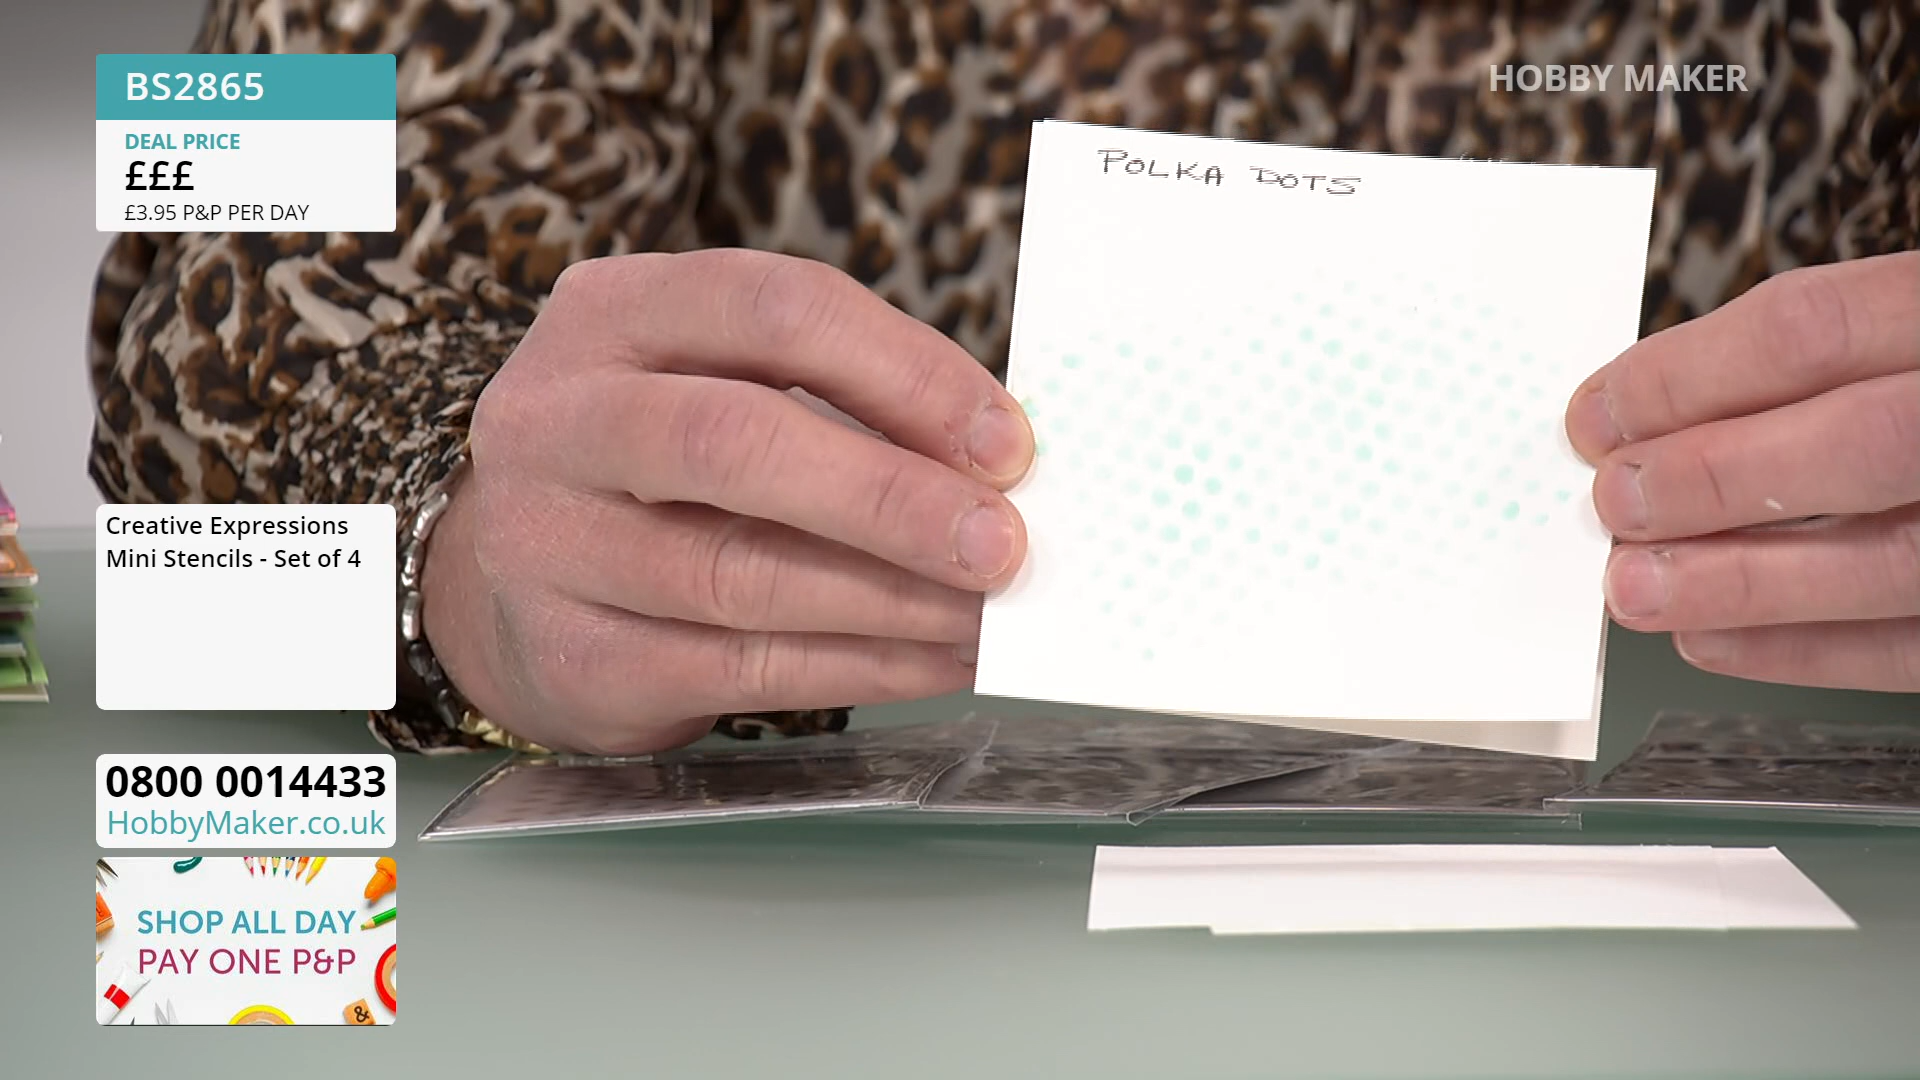 BS2865
DEAL PRICE
£££
£3.95 P&P PER DAY
HOBBY MAKER
POLKA DOTS
Creative Expressions
Mini Stencils - Set of 4
0800 0014433
HobbyMaker.co.uk
SHOP ALL DAY
PAY ONE P&P
&